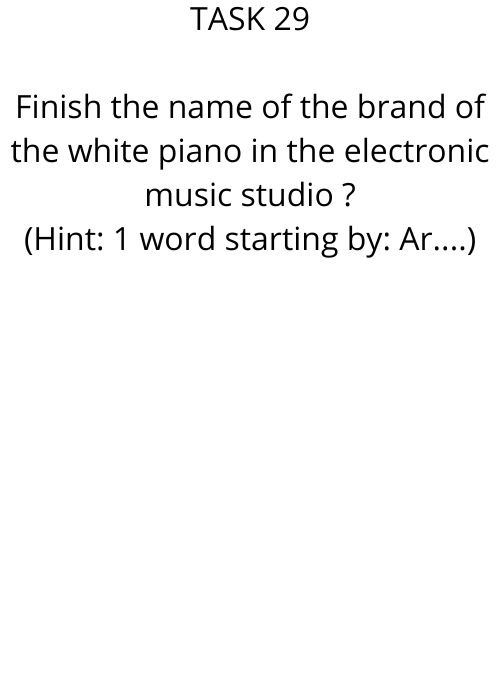 TASK 29
Finish the name of the brand of
the white piano in the electronic
music studio ?
(Hint: 1 word starting by: Ar....)